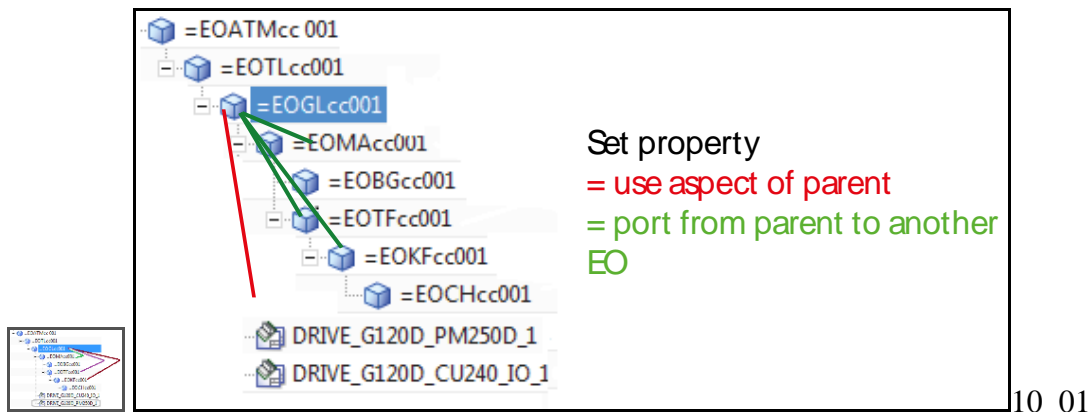 =EOATMcc 001
=EOTLcc001
=EOGLcc001
=EOMAcc001
=EOBGcc001
=EOTFcc001
=EOKFcc001
=EOCHcc001
DRIVE_G120D_PM250D_1
DRIVE_G120D_CU240_IO_1
Set property
= use aspect of parent
= port from parent to another
EO
10 01